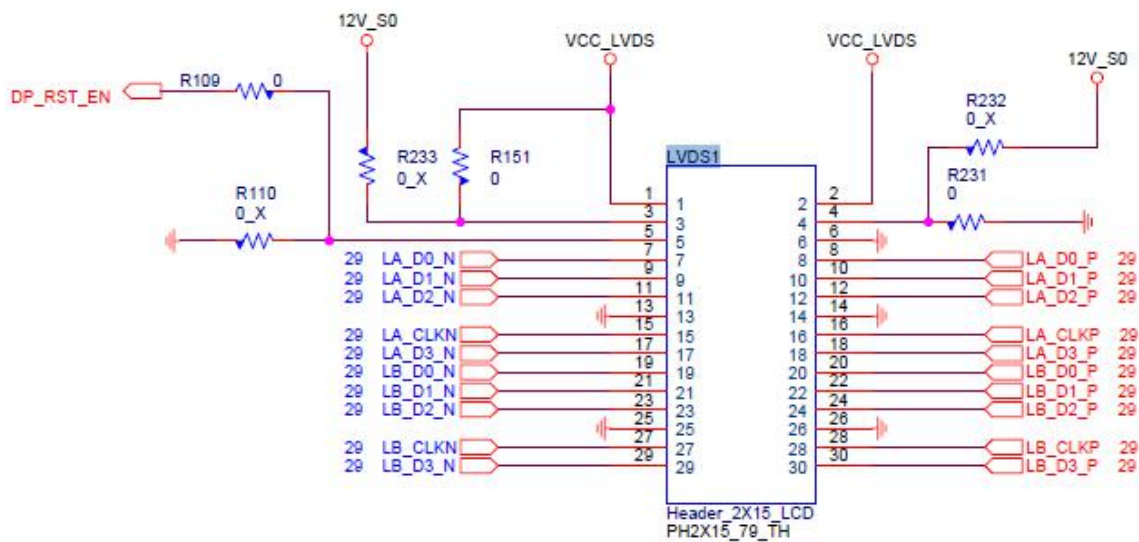 12V_S0
VCC_LVDS
VCC_LVDS
12V_S0
R109 0
DP_RST_EN
R232
0_X
R233
0_X
R151
0
LVDS1
R231
0
R110
0_X
1 1 2 2
3 3 4 4
5 5 6 6
29 LA_D0_N 7 7 8 8 LA_D0_P 29
29 LA_D1_N 9 9 10 10 LA_D1_P 29
29 LA_D2_N 11 11 12 12 LA_D2_P 29
13 13 14 14
29 LA_CLKN 15 15 16 16 LA_CLKP 29
29 LA_D3_N 17 17 18 18 LA_D3_P 29
29 LB_D0_N 19 19 20 20 LB_D0_P 29
29 LB_D1_N 21 21 22 22 LB_D1_P 29
29 LB_D2_N 23 23 24 24 LB_D2_P 29
25 25 26 26
29 LB_CLKN 27 27 28 28 LB_CLKP 29
29 LB_D3_N 29 29 30 30 LB_D3_P 29
Header_2X15_LCD
PH2X15_79_TH